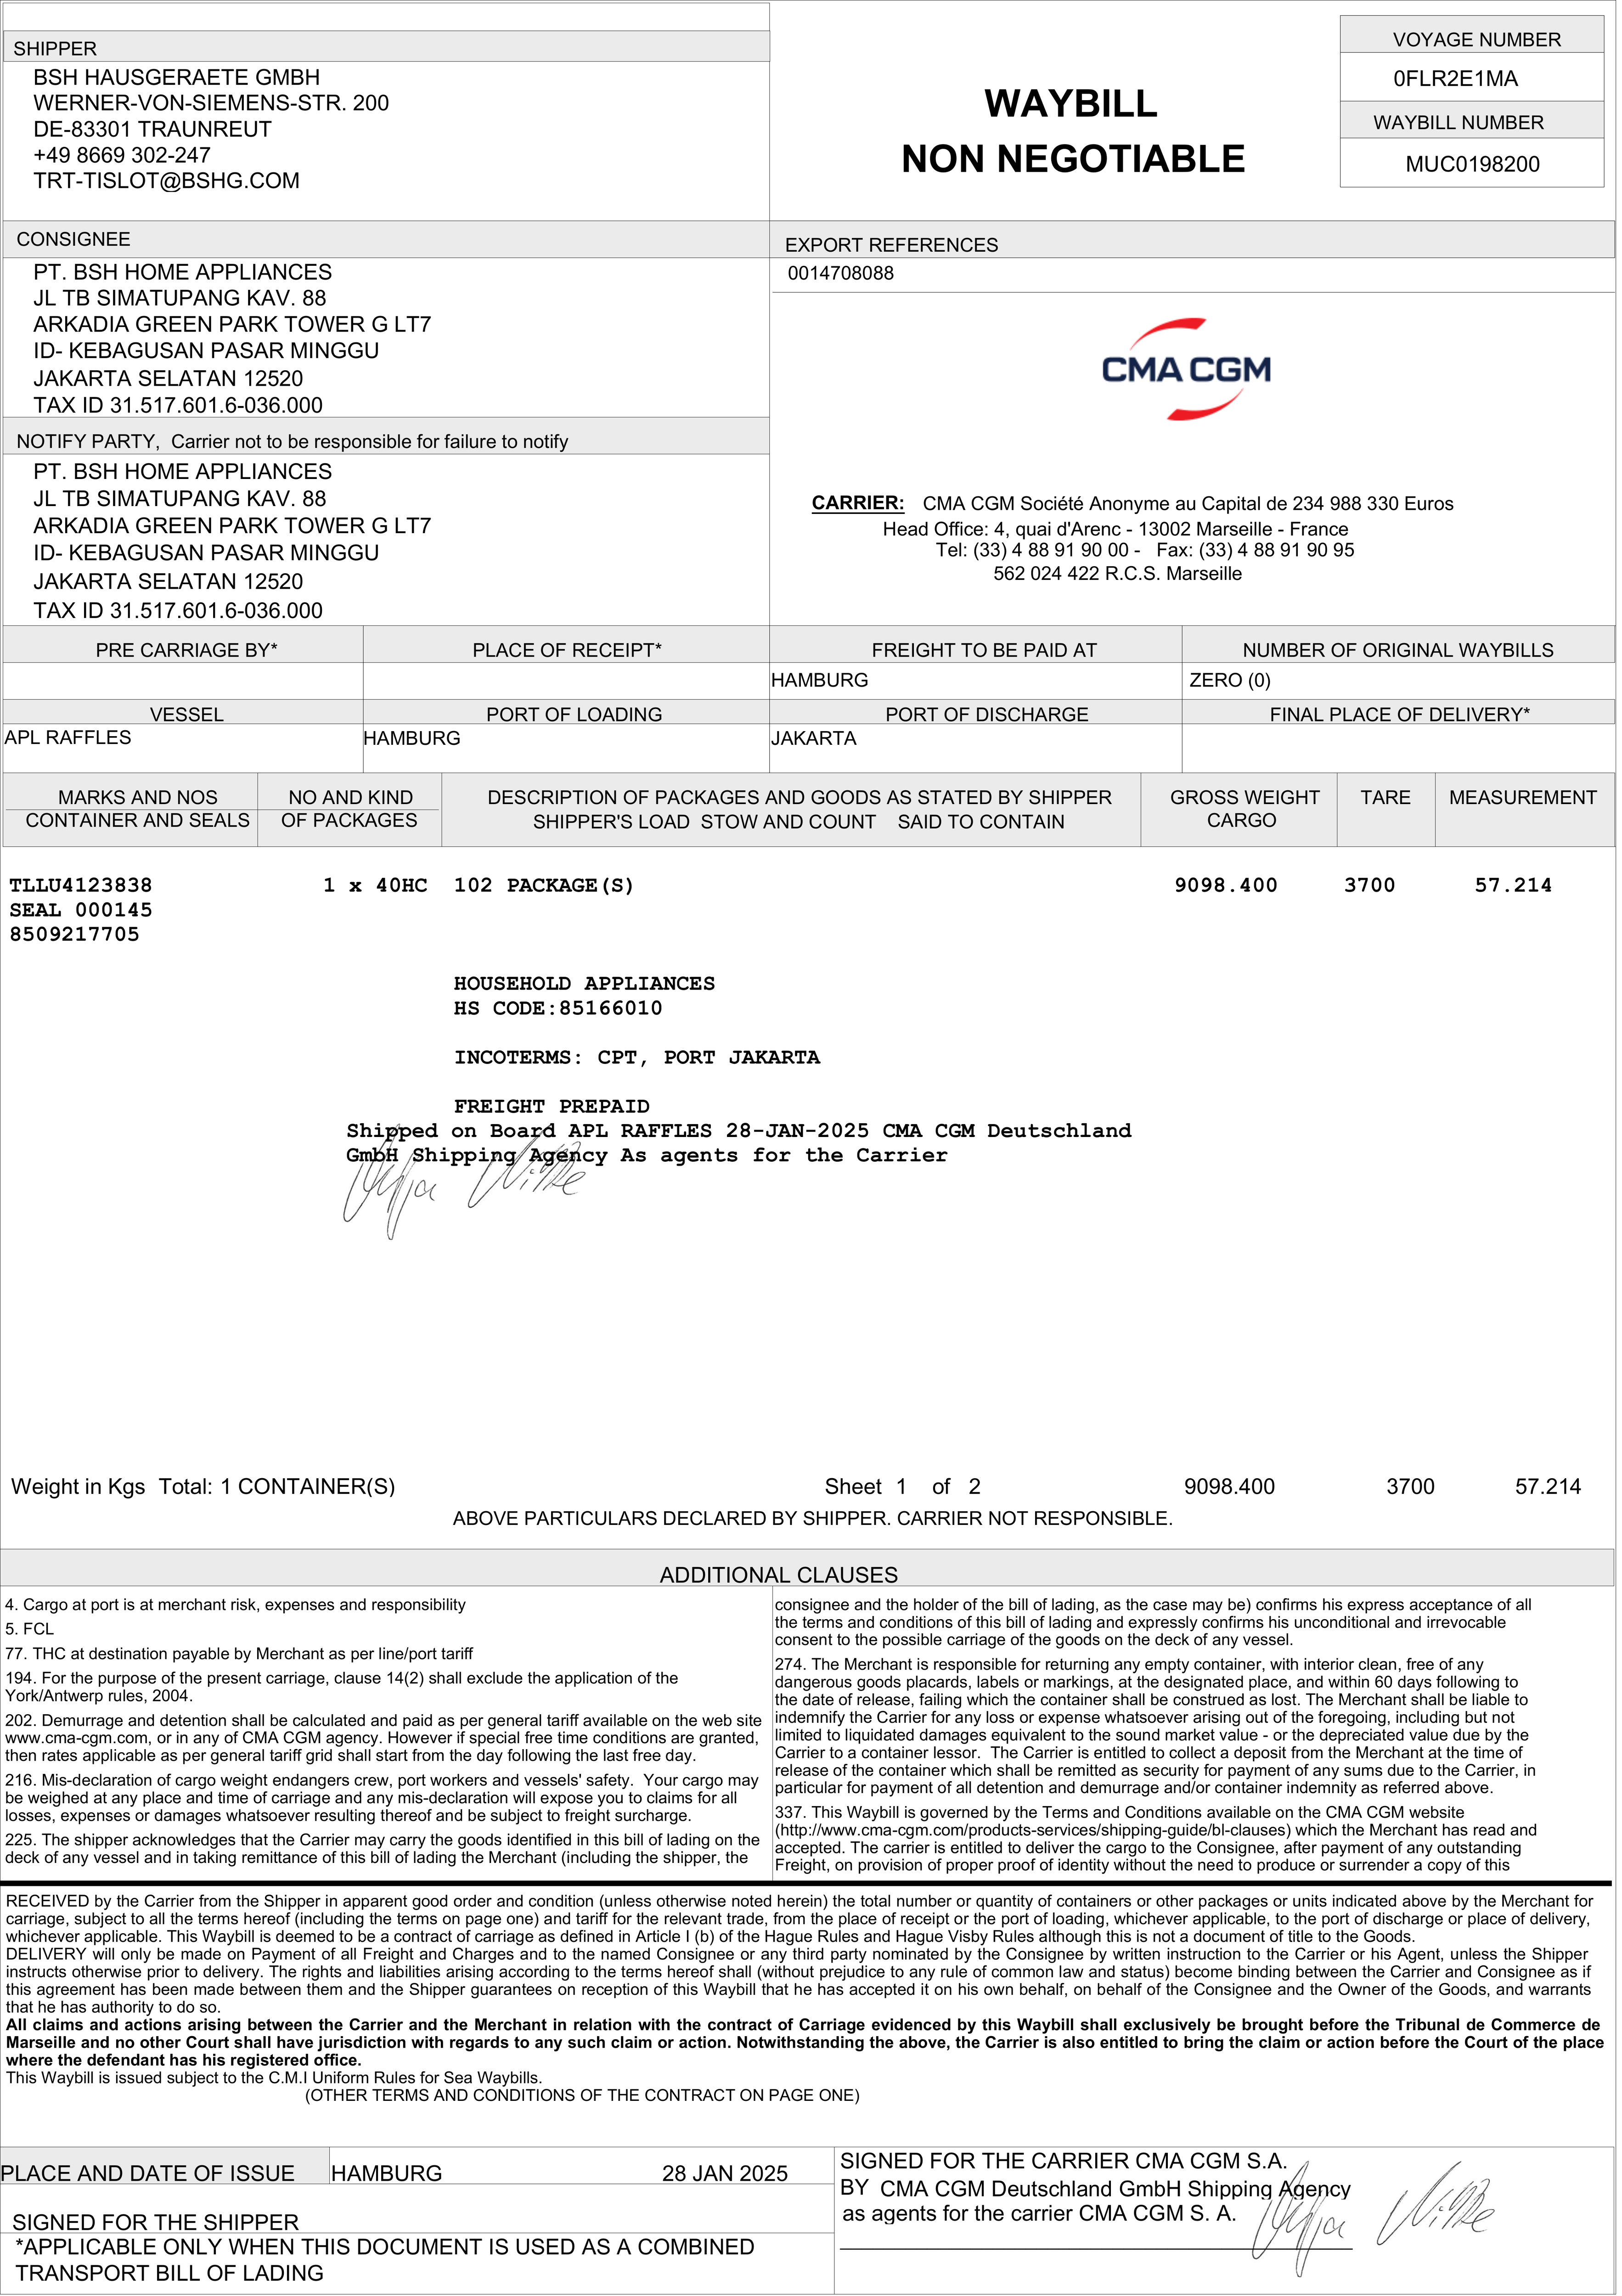 SHIPPER
BSH HAUSGERAETE GMBH
WERNER-VON-SIEMENS-STR. 200
DE-83301 TRAUNREUT
+49 8669 302-247
TRT-TISLOT@BSHG.COM
WAYBILL
NON NEGOTIABLE
VOYAGE NUMBER
0FLR2E1MA
WAYBILL NUMBER
MUC0198200
CONSIGNEE
PT. BSH HOME APPLIANCES
JL TB SIMATUPANG KAV. 88
ARKADIA GREEN PARK TOWER G LT7
ID- KEBAGUSAN PASAR MINGGU
JAKARTA SELATAN 12520
TAX ID 31.517.601.6-036.000
EXPORT REFERENCES
0014708088
CMA CGM
NOTIFY PARTY, Carrier not to be responsible for failure to notify
PT. BSH HOME APPLIANCES
JL TB SIMATUPANG KAV. 88
ARKADIA GREEN PARK TOWER G LT7
ID- KEBAGUSAN PASAR MINGGU
JAKARTA SELATAN 12520
TAX ID 31.517.601.6-036.000
CARRIER: CMA CGM Société Anonyme au Capital de 234 988 330 Euros
Head Office: 4, quai d'Arenc - 13002 Marseille - France
Tel: (33) 4 88 91 90 00 - Fax: (33) 4 88 91 90 95
562 024 422 R.C.S. Marseille
PRE CARRIAGE BY* PLACE OF RECEIPT* FREIGHT TO BE PAID AT NUMBER OF ORIGINAL WAYBILLS
HAMBURG ZERO (0)
VESSEL PORT OF LOADING PORT OF DISCHARGE FINAL PLACE OF DELIVERY*
APL RAFFLES HAMBURG JAKARTA
MARKS AND NOS NO AND KIND DESCRIPTION OF PACKAGES AND GOODS AS STATED BY SHIPPER GROSS WEIGHT TARE MEASUREMENT
CONTAINER AND SEALS OF PACKAGES SHIPPER'S LOAD STOW AND COUNT SAID TO CONTAIN CARGO
TLLU4123838 1 x 40HC 102 PACKAGE(S) 9098.400 3700 57.214
SEAL 000145
8509217705
HOUSEHOLD APPLIANCES
HS CODE:85166010
INCOTERMS: CPT, PORT JAKARTA
FREIGHT PREPAID
Shipped on Board APL RAFFLES 28-JAN-2025 CMA CGM Deutschland
GmbH Shipping Agency As agents for the Carrier
Weight in Kgs Total: 1 CONTAINER(S) Sheet 1 of 2 9098.400 3700 57.214
ABOVE PARTICULARS DECLARED BY SHIPPER. CARRIER NOT RESPONSIBLE.
ADDITIONAL CLAUSES
4. Cargo at port is at merchant risk, expenses and responsibility
5. FCL
77. THC at destination payable by Merchant as per line/port tariff
194. For the purpose of the present carriage, clause 14(2) shall exclude the application of the
York/Antwerp rules, 2004.
202. Demurrage and detention shall be calculated and paid as per general tariff available on the web site
www.cma-cgm.com, or in any of CMA CGM agency. However if special free time conditions are granted,
then rates applicable as per general tariff grid shall start from the day following the last free day.
216. Mis-declaration of cargo weight endangers crew, port workers and vessels' safety. Your cargo may
be weighed at any place and time of carriage and any mis-declaration will expose you to claims for all
losses, expenses or damages whatsoever resulting thereof and be subject to freight surcharge.
225. The shipper acknowledges that the Carrier may carry the goods identified in this bill of lading on the
deck of any vessel and in taking remittance of this bill of lading the Merchant (including the shipper, the
consignee and the holder of the bill of lading, as the case may be) confirms his express acceptance of all
the terms and conditions of this bill of lading and expressly confirms his unconditional and irrevocable
consent to the possible carriage of the goods on the deck of any vessel.
274. The Merchant is responsible for returning any empty container, with interior clean, free of any
dangerous goods placards, labels or markings, at the designated place, and within 60 days following to
the date of release, failing which the container shall be construed as lost. The Merchant shall be liable to
indemnify the Carrier for any loss or expense whatsoever arising out of the foregoing, including but not
limited to liquidated damages equivalent to the sound market value - or the depreciated value due by the
Carrier to a container lessor. The Carrier is entitled to collect a deposit from the Merchant at the time of
release of the container which shall be remitted as security for payment of any sums due to the Carrier, in
particular for payment of all detention and demurrage and/or container indemnity as referred above.
337. This Waybill is governed by the Terms and Conditions available on the CMA CGM website
(http://www.cma-cgm.com/products-services/shipping-guide/bl-clauses) which the Merchant has read and
accepted. The carrier is entitled to deliver the cargo to the Consignee, after payment of any outstanding
Freight, on provision of proper proof of identity without the need to produce or surrender a copy of this
RECEIVED by the Carrier from the Shipper in apparent good order and condition (unless otherwise noted herein) the total number or quantity of containers or other packages or units indicated above by the Merchant for
carriage, subject to all the terms hereof (including the terms on page one) and tariff for the relevant trade, from the place of receipt or the port of loading, whichever applicable, to the port of discharge or place of delivery,
whichever applicable. This Waybill is deemed to be a contract of carriage as defined in Article I (b) of the Hague Rules and Hague Visby Rules although this is not a document of title to the Goods.
DELIVERY will only be made on Payment of all Freight and Charges and to the named Consignee or any third party nominated by the Consignee by written instruction to the Carrier or his Agent, unless the Shipper
instructs otherwise prior to delivery. The rights and liabilities arising according to the terms hereof shall (without prejudice to any rule of common law and status) become binding between the Carrier and Consignee as if
this agreement has been made between them and the Shipper guarantees on reception of this Waybill that he has accepted it on his own behalf, on behalf of the Consignee and the Owner of the Goods, and warrants
that he has authority to do so.
All claims and actions arising between the Carrier and the Merchant in relation with the contract of Carriage evidenced by this Waybill shall exclusively be brought before the Tribunal de Commerce de
Marseille and no other Court shall have jurisdiction with regards to any such claim or action. Notwithstanding the above, the Carrier is also entitled to bring the claim or action before the Court of the place
where the defendant has his registered office.
This Waybill is issued subject to the C.M.I Uniform Rules for Sea Waybills.
(OTHER TERMS AND CONDITIONS OF THE CONTRACT ON PAGE ONE)
PLACE AND DATE OF ISSUE HAMBURG 28 JAN 2025
SIGNED FOR THE SHIPPER
*APPLICABLE ONLY WHEN THIS DOCUMENT IS USED AS A COMBINED
TRANSPORT BILL OF LADING
SIGNED FOR THE CARRIER CMA CGM S.A.
BY CMA CGM Deutschland GmbH Shipping Agency
as agents for the carrier CMA CGM S. A.